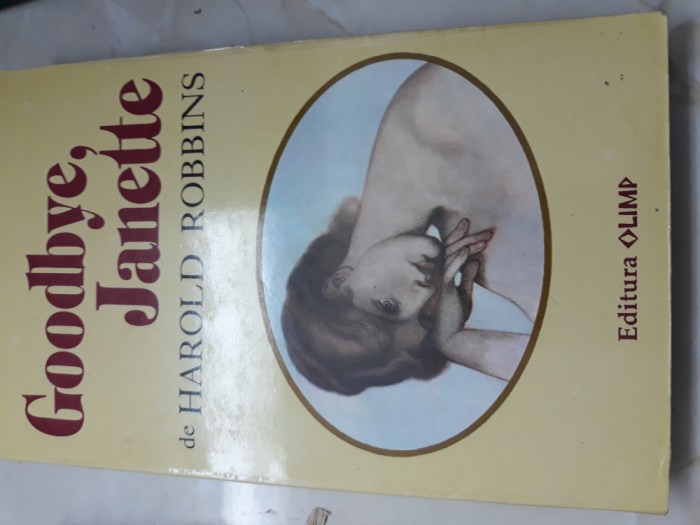 Goodbye,
Janette
de HAROLD ROBBINS
Editura OLIMP